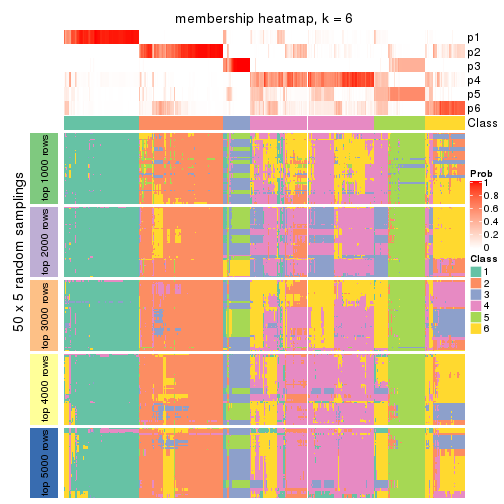 membership heatmap, k = 6
p1
p2
p3
p4
p5
p6
Class
50 x 5 random samplings
top 1000 rows
top 2000 rows
top 3000 rows
top 4000 rows
top 5000 rows
Prob
1
0.8
0.6
0.4
0.2
0
Class
1
2
3
4
5
6